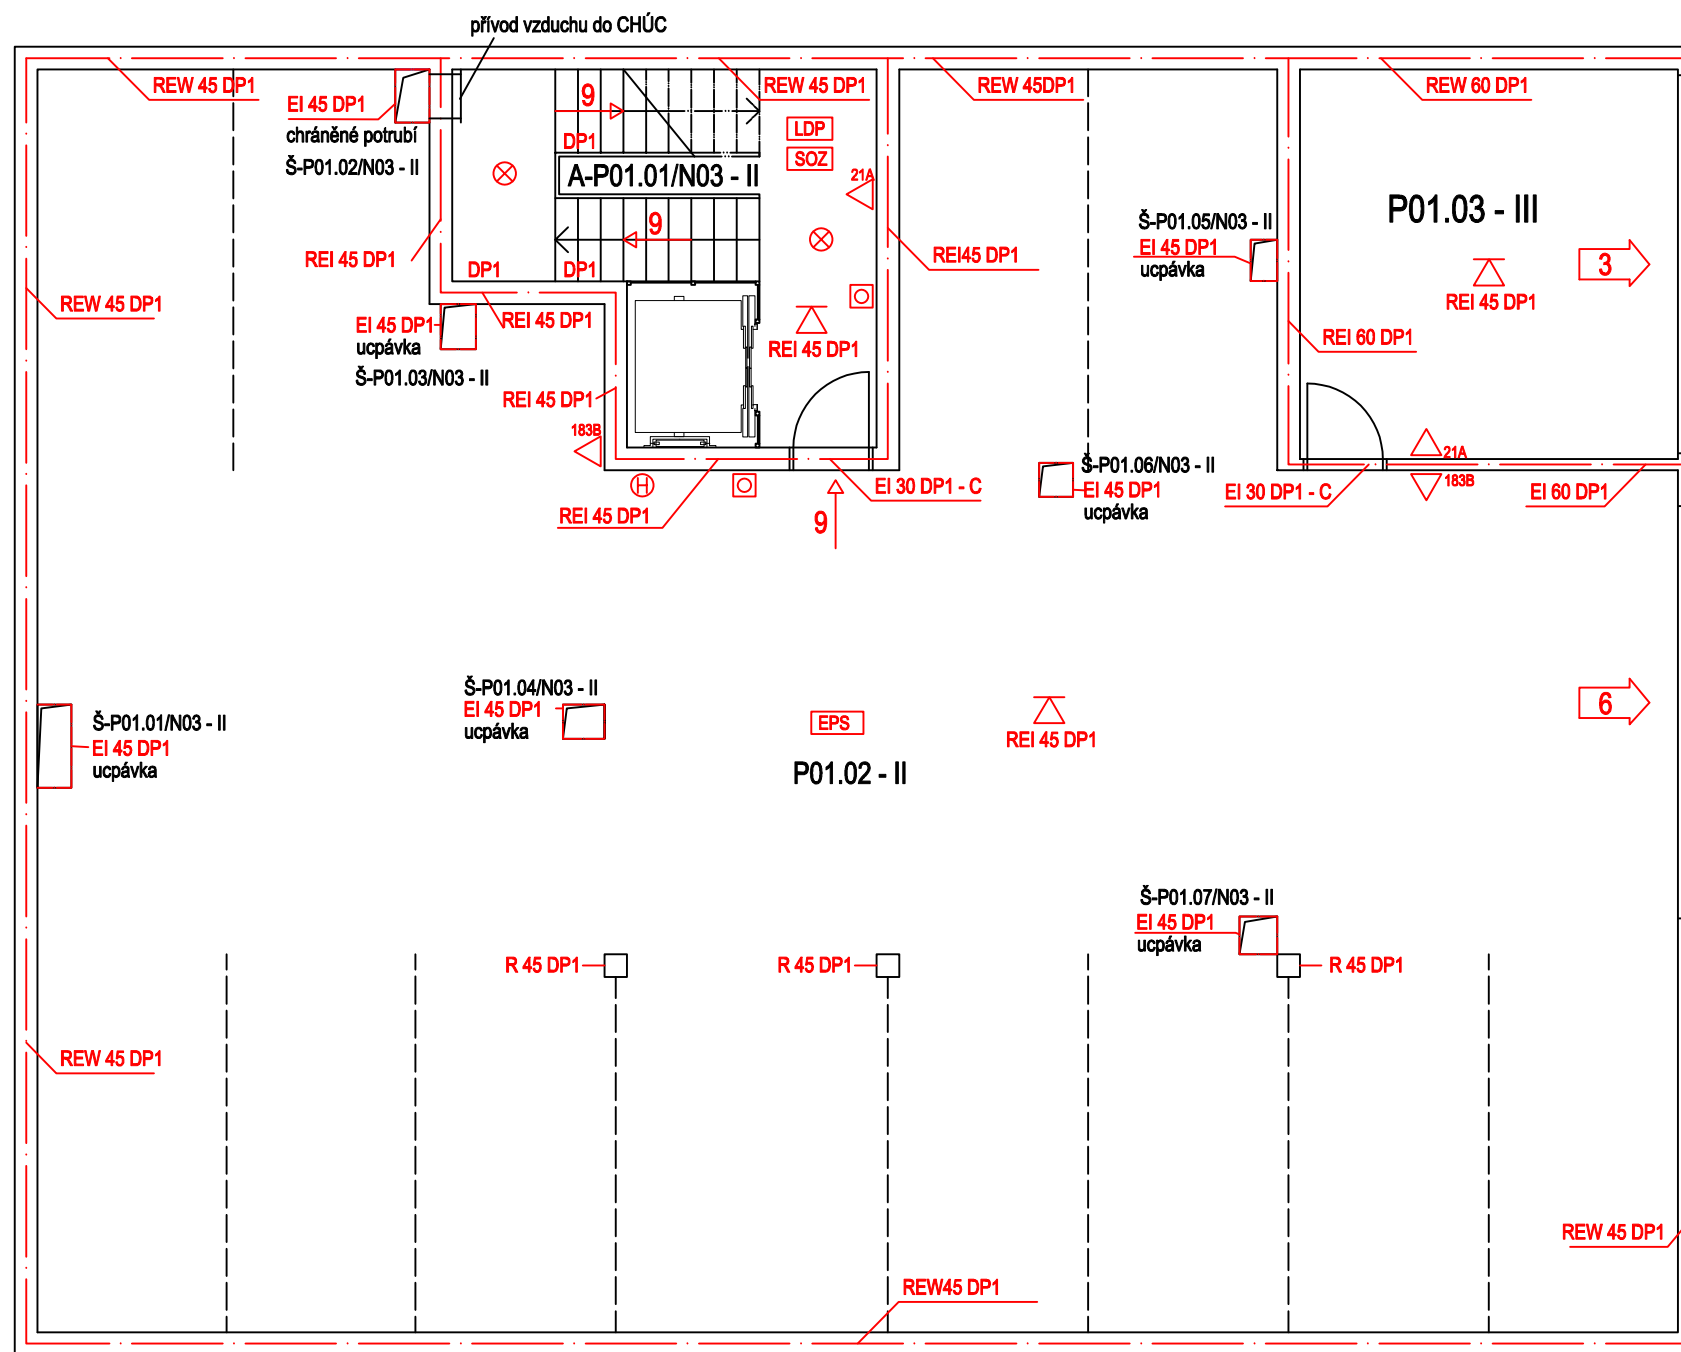 přívod vzduchu do CHÚC
REW 45 DP1
EI 45 DP1
chráněné potrubí
Š-P01.02/N03 - II
9
DP1
REW 45 DP1
LDP
SOZ
REW 45DP1
REW 60 DP1
A-P01.01/N03 - II
21A
9
DP1
DP1
REI 45 DP1
REI45 DP1
Š-P01.05/N03 - II
EI 45 DP1
ucpávka
P01.03 - III
3
REI 45 DP1
REW 45 DP1
EI 45 DP1
ucpávka
Š-P01.03/N03 - II
REI 45 DP1
REI 45 DP1
REI 60 DP1
REI 45 DP1
183B
H
REI 45 DP1
9
EI 30 DP1 - C
Š-P01.06/N03 - II
EI 45 DP1
ucpávka
EI 30 DP1 - C
21A
183B
EI 60 DP1
Š-P01.01/N03 - II
EI 45 DP1
ucpávka
Š-P01.04/N03 - II
EI 45 DP1
ucpávka
EPS
REI 45 DP1
6
P01.02 - II
Š-P01.07/N03 - II
EI 45 DP1
ucpávka
R 45 DP1
R 45 DP1
R 45 DP1
REW 45 DP1
REW 45 DP1
REW45 DP1